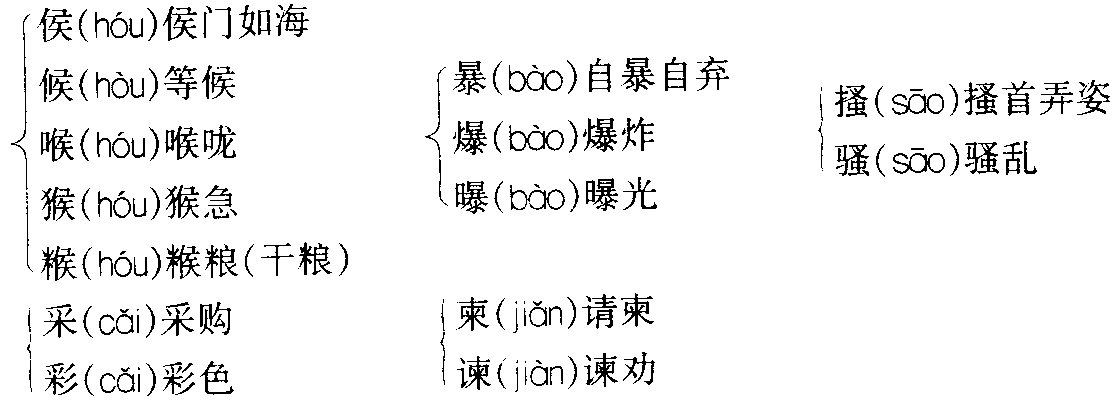 侯(hóu)侯门如海
候(hòu)等候
喉(hóu)喉咙
猴(hóu)猴急
糇(hóu)糇粮(干粮)
暴(bào)自暴自弃
爆(bào)爆炸
曝(bào)曝光
搔(sāo)搔首弄姿
骚(sāo)骚乱
采(cǎi)采购
彩(cǎi)彩色
柬(jiǎn)请柬
谏(jiàn)谏劝